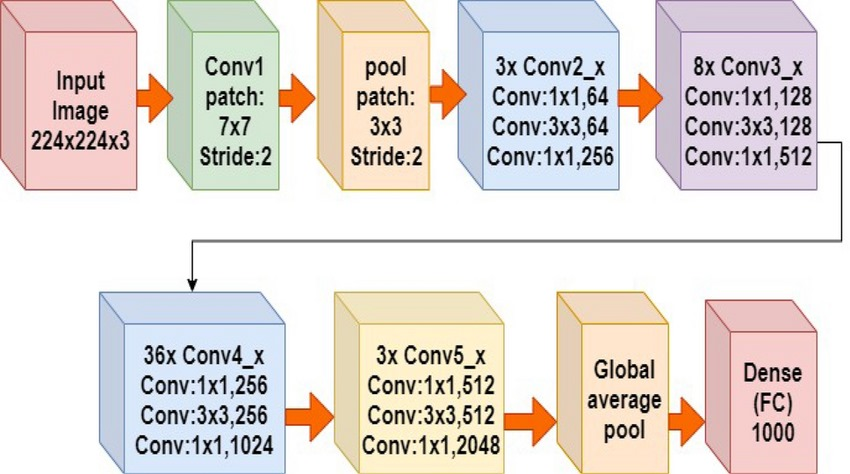 Input
Image
224x224x3
Conv1
patch:
7x7
Stride:2
pool
patch:
3x3
Stride:2
3x Conv2_x
Conv:1x1,64
Conv:3x3,64
Conv:1x1,256
8x Conv3_x
Conv:1x1,128
Conv:3x3,128
Conv:1x1,512
36x Conv4_x
Conv:1x1,256
Conv:3x3,256
Conv:1x1,1024
3x Conv5_x
Conv:1x1,512
Conv:3x3,512
Conv:1x1,2048
Global
average
pool
Dense
(FC)
1000